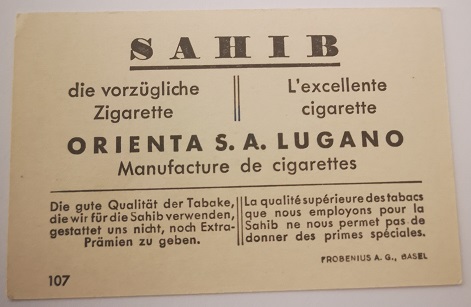 SAHIB
die vorzügliche
Zigarette
L'excellente
cigarette
ORIENTA S. A. LUGANO
Manufacture de cigarettes
Die gute Qualität der Tabake,
die wir für die Sahib verwenden,
gestattet uns nicht, noch Extra-
Prämien zu geben.
La qualité supérieure des tabacs
que nous employons pour la
Sahib ne nous permet pas de
donner des primes spéciales.
FROBENIUS A. G., BASEL
107